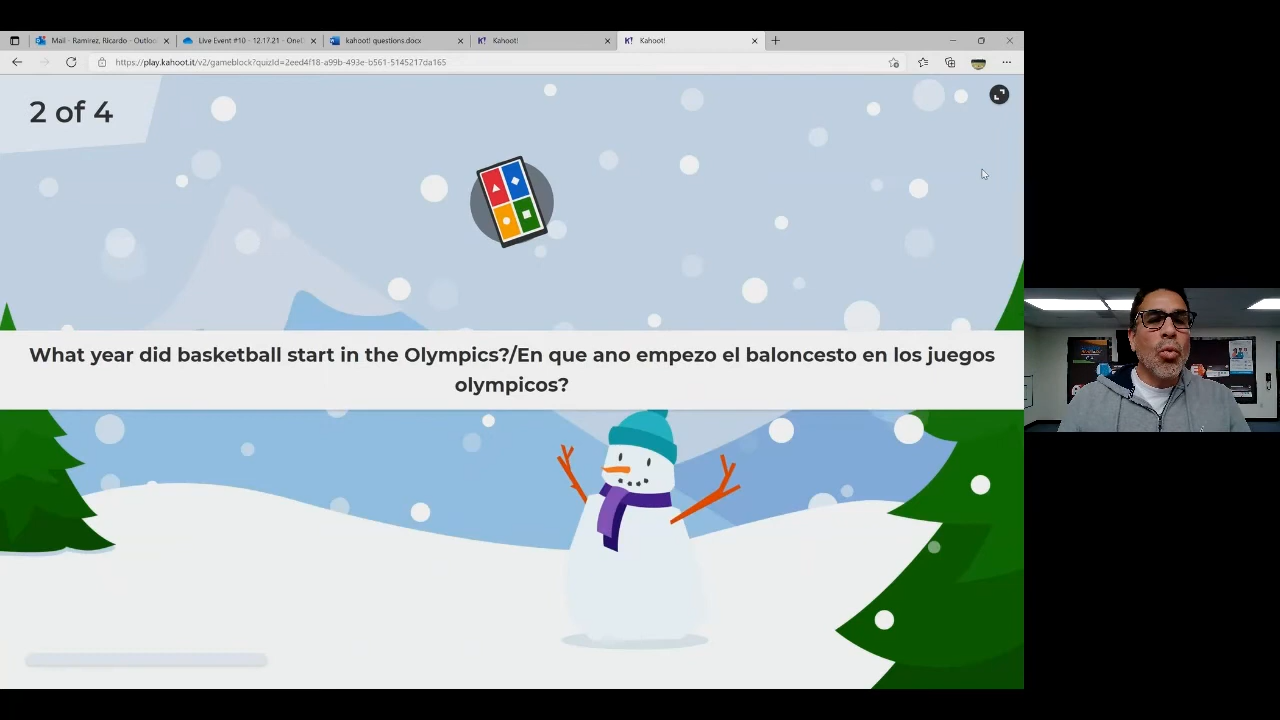 Mail - Ramirez, Ricardo - Outloo
Live Event #10 - 12.17.21 - OneD
kahoot! questions.docx
Kahoot!
Kahoot!
https://play.kahoot.it/v2/gameblock?quizId=2eed4f18-a99b-493e-b561-5145217da165
2 of 4
What year did basketball start in the Olympics?/En que ano empezo el baloncesto en los juegos
olympicos?